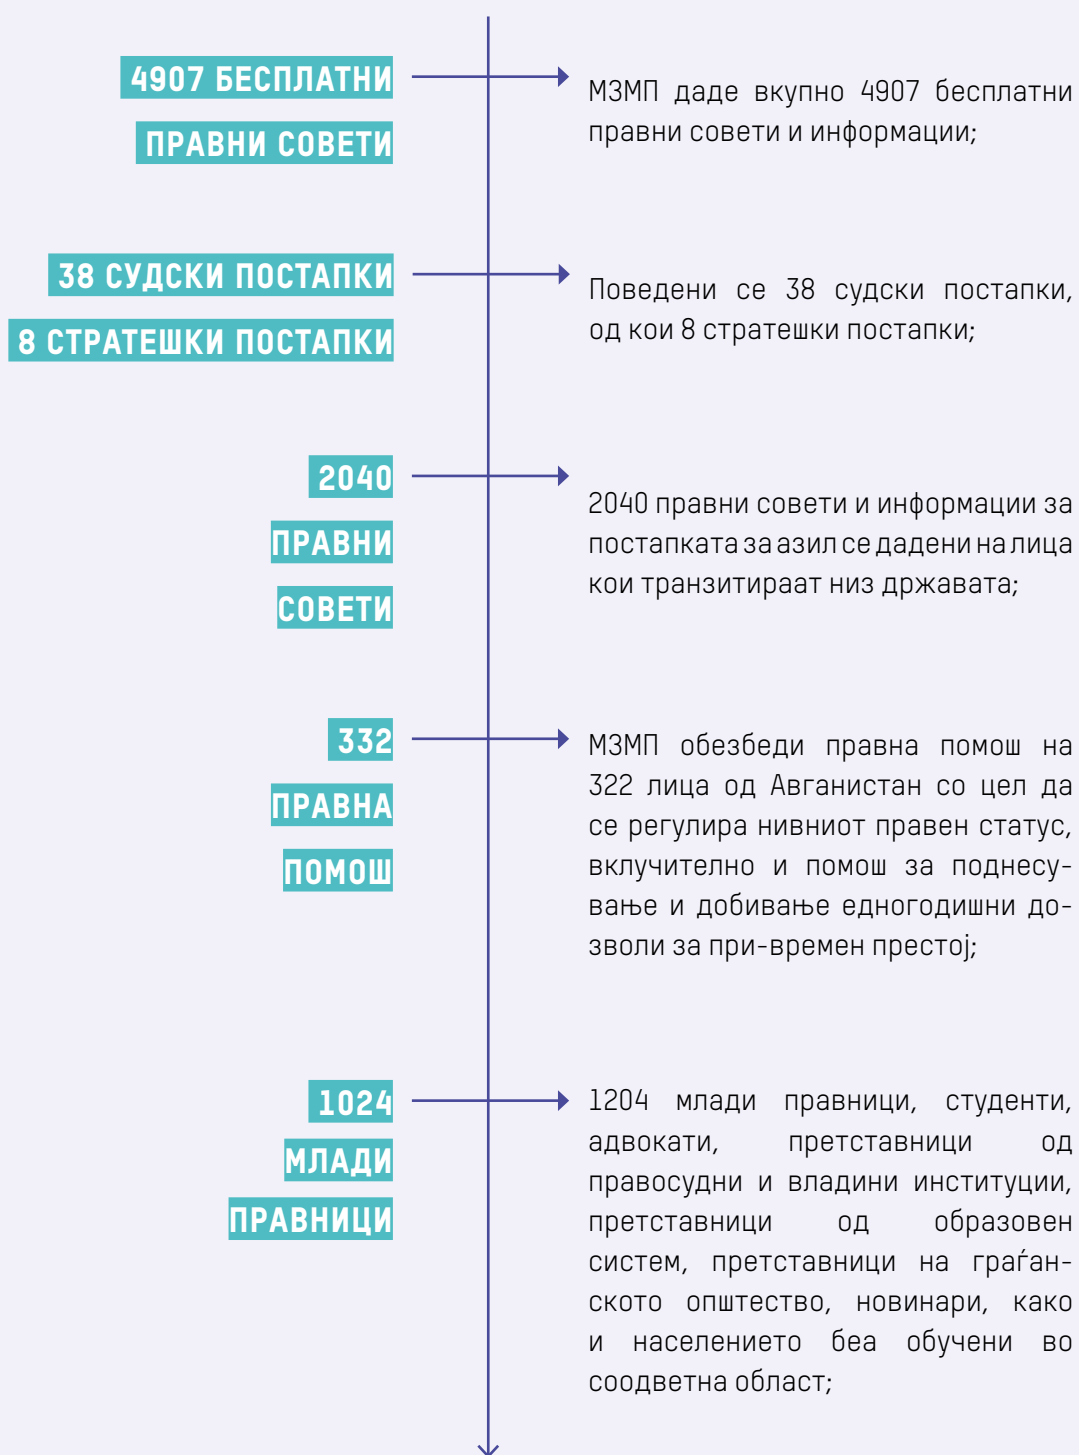 4907 БЕСПЛАТНИ
ПРАВНИ СОВЕТИ
МЗМП даде вкупно 4907 бесплатни
правни совети и информации;
38 СУДСКИ ПОСТАПКИ
8 СТРАТЕШКИ ПОСТАПКИ
Поведени се 38 судски постапки,
од кои 8 стратешки постапки;
2040
ПРАВНИ
СОВЕТИ
2040 правни совети и информации за
постапката за азил се дадени на лица
кои транзитираат низ државата;
332
ПРАВНА
ПОМОШ
МЗМП обезбеди правна помош на
322 лица од Авганистан со цел да
се регулира нивниот правен статус,
вклучително и помош за поднесу-
вање и добивање едногодишни до-
зволи за при-времен престој;
1024
МЛАДИ
ПРАВНИЦИ
1204 млади правници, студенти,
адвокати, претставници од
правосудни и владини институции,
претставници од образовен
систем, претставници на граѓан-
ското општество, новинари, како
и населението беа обучени во
соодветна област;